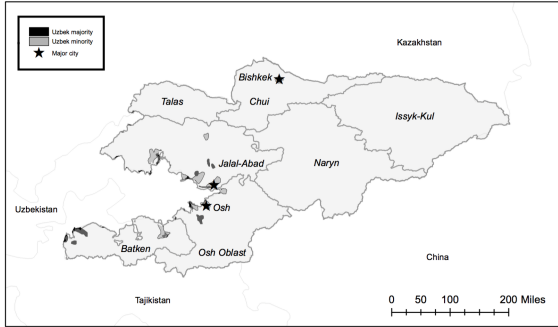 Uzbek majority
Uzbek minority
Major city
Kazakhstan
Bishkek
Talas
Chui
Issyk-Kul
Jalal-Abad
Naryn
Uzbekistan
Osh
Batken
Osh Oblast
China
Tajikistan
0 50 100 200 Miles